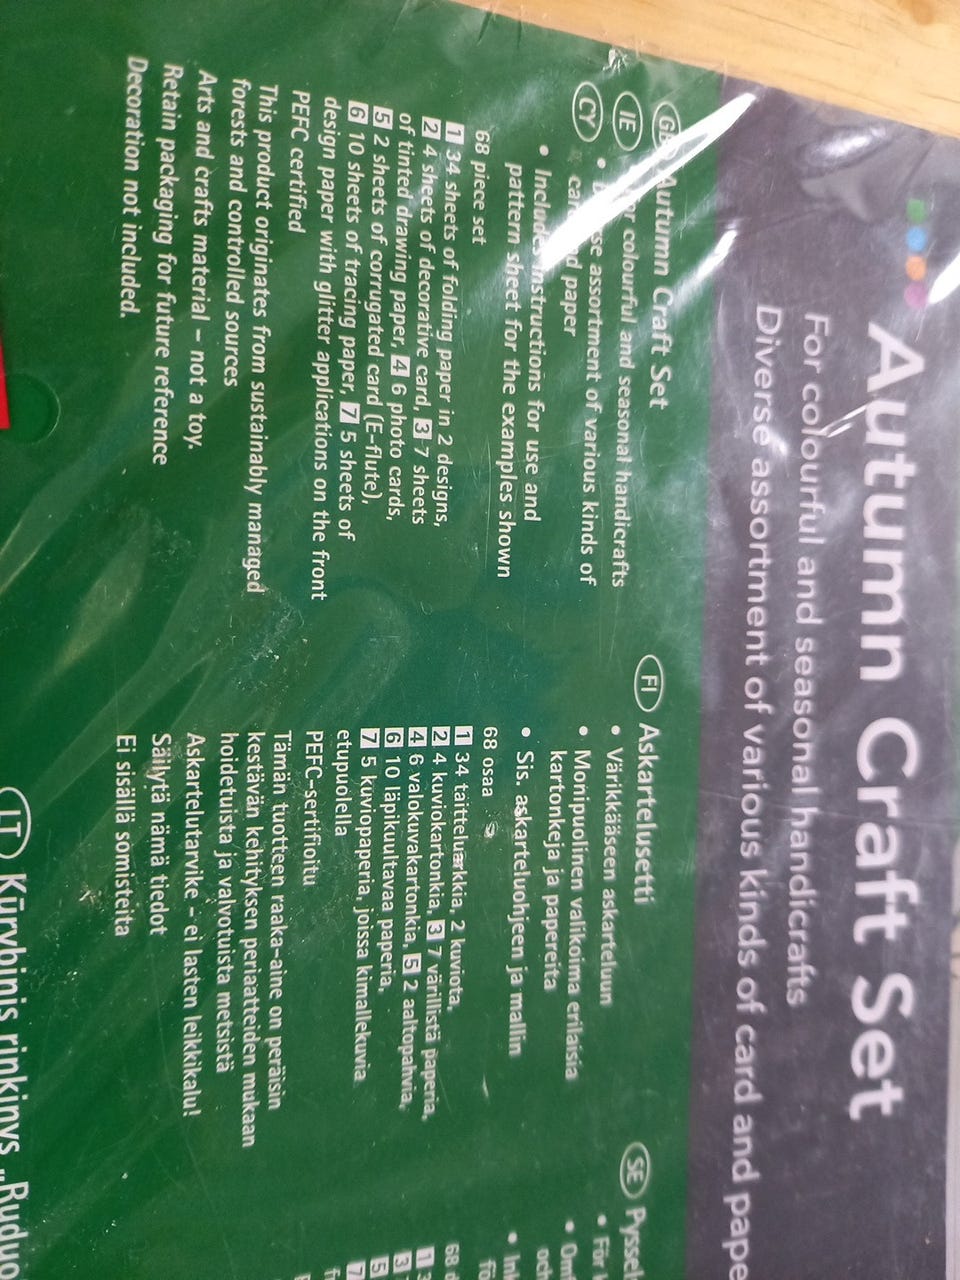 Autumn Craft Set
For colourful and seasonal handicrafts
Diverse assortment of various kinds of card and
GB
IE
CY
Autumn Craft Set
• colourful and seasonal handicrafts
• assortment of various kinds of
paper
• instructions for use and
pattern sheet for the examples shown
68 piece set
1 34 sheets of folding paper in 2 designs,
2 4 sheets of decorative card, 3 7 sheets
of tinted drawing paper, 4 6 photo cards,
5 2 sheets of corrugated card (E-flute),
6 10 sheets of tracing paper, 7 5 sheets of
design paper with glitter applications on the front
PEFC certified
This product originates from sustainably managed
forests and controlled sources
Arts and crafts material – not a toy.
Retain packaging for future reference
Decoration not included.
FI Askartelusetti
• Värikkääseen askarteluun
• Monipuolinen valikoima erilaisia
kartonkeja ja papereita
• Sis. askarteluohjeen ja mallin
68 osaa
1 34 taitteluarkkia, 2 kuviota,
2 4 kuviokartonkia, 3 7 värillistä paperia,
4 6 valokuvakartonkia, 5 2 aaltopahvia,
6 10 läpikuultavaa paperia,
7 5 kuviopaperia, joissa kimallekuvia
etupuolella
PEFC-sertifioitu
Tämän tuotteen raaka-aine on peräisin
kestävän kehityksen periaatteiden mukaan
hoidetuista ja valvotuista metsistä
Askartelutarvike – ei lasten leikkikalu!
Säilytä nämä tiedot
Ei sisällä somisteita
SE
• För
•
och
•
68
1
3
5
7
LT Kūrybinis rinkinys